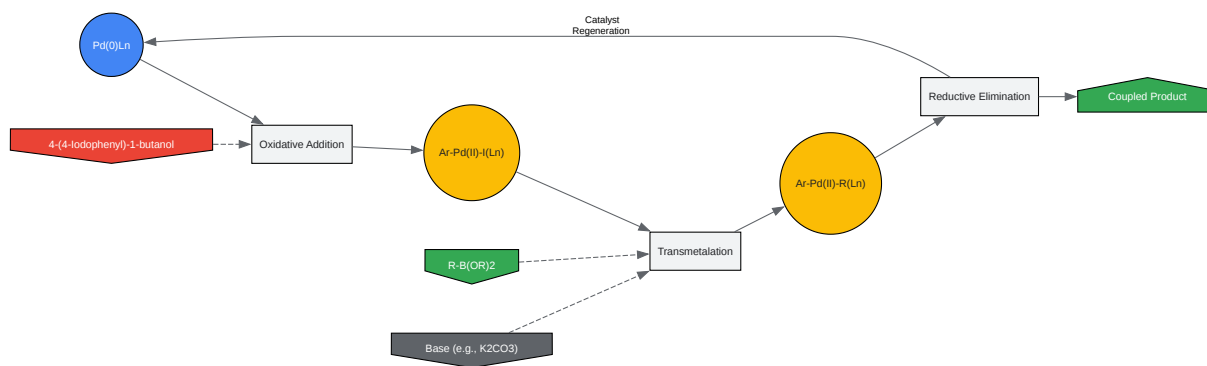 Catalyst
Regeneration
Pd(0)Ln
Reductive Elimination
Coupled Product
4-(4-Iodophenyl)-1-butanol
Oxidative Addition
Ar-Pd(II)-I(Ln)
Ar-Pd(II)-R(Ln)
Transmetalation
R-B(OR)2
Base (e.g., K2CO3)